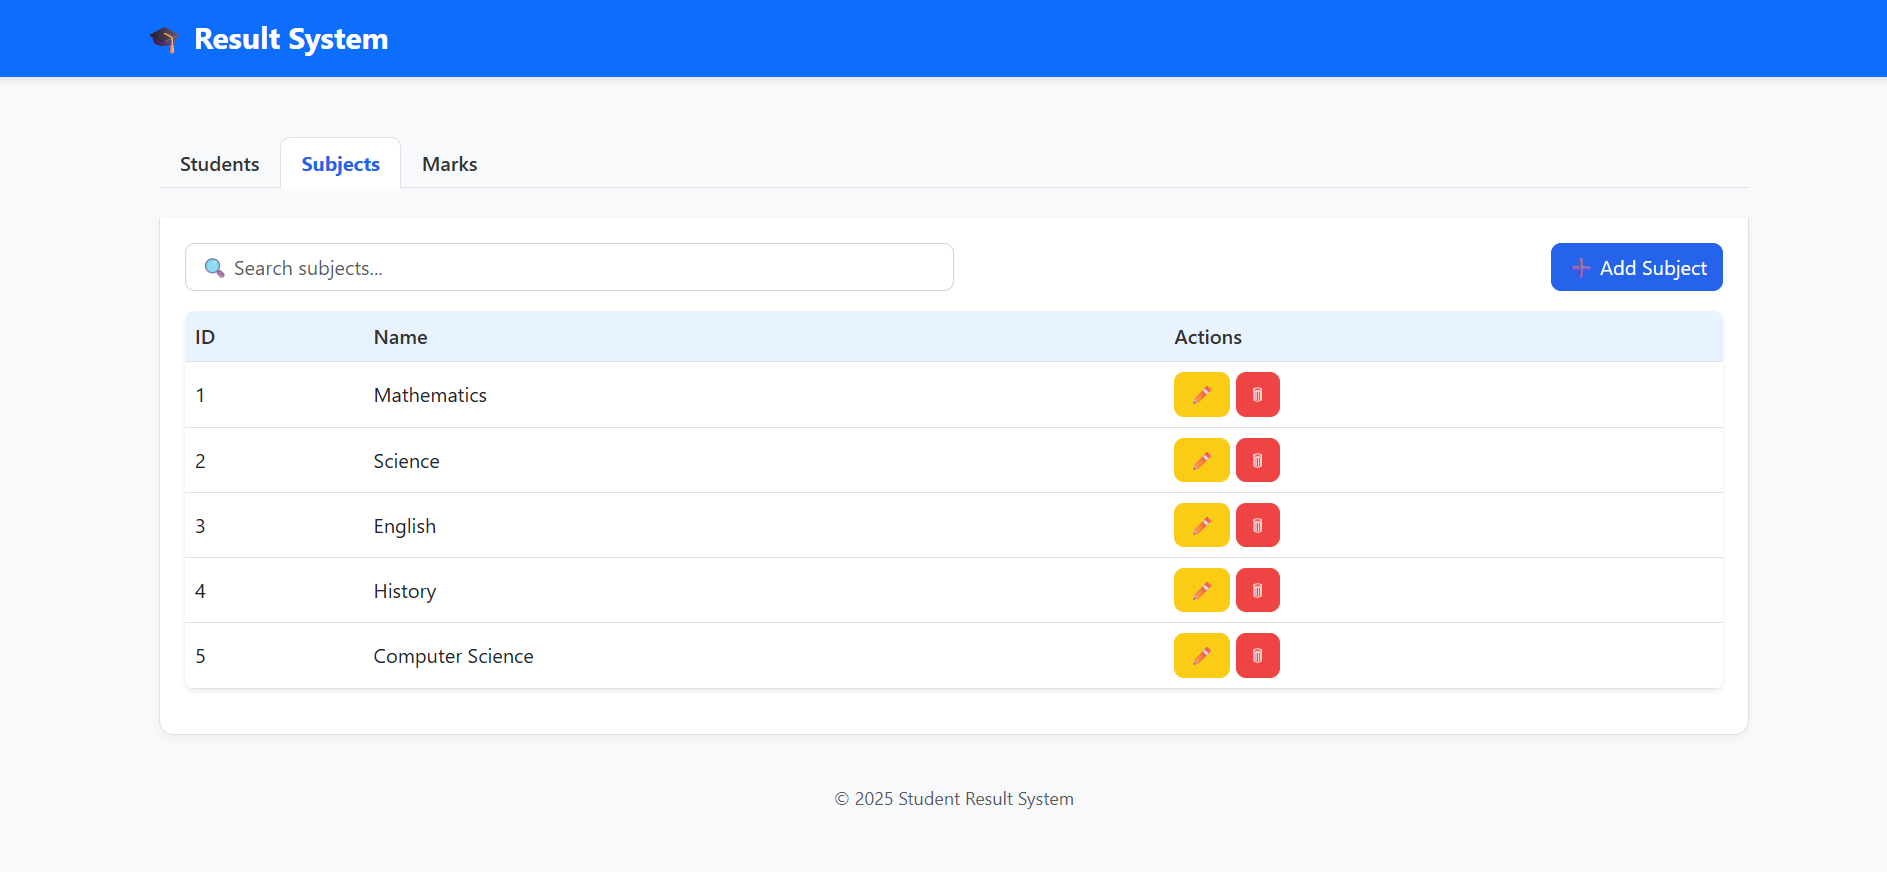 Result System
Students Subjects Marks
Search subjects...
Add Subject
ID Name Actions
1 Mathematics
2 Science
3 English
4 History
5 Computer Science
© 2025 Student Result System